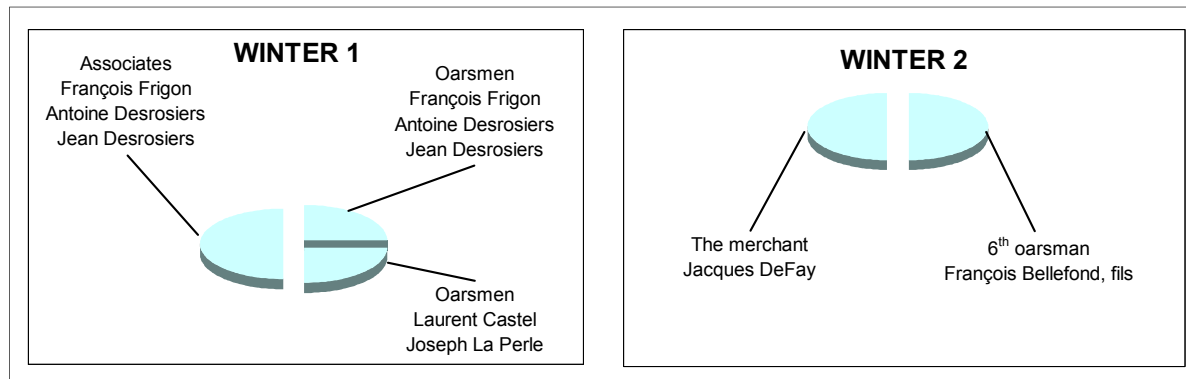 WINTER 1
Associates
François Frigon
Antoine Desrosiers
Jean Desrosiers
Oarsmen
François Frigon
Antoine Desrosiers
Jean Desrosiers
Oarsmen
Laurent Castel
Joseph La Perle
WINTER 2
The merchant
Jacques DeFay
6th oarsman
François Bellefond, fils